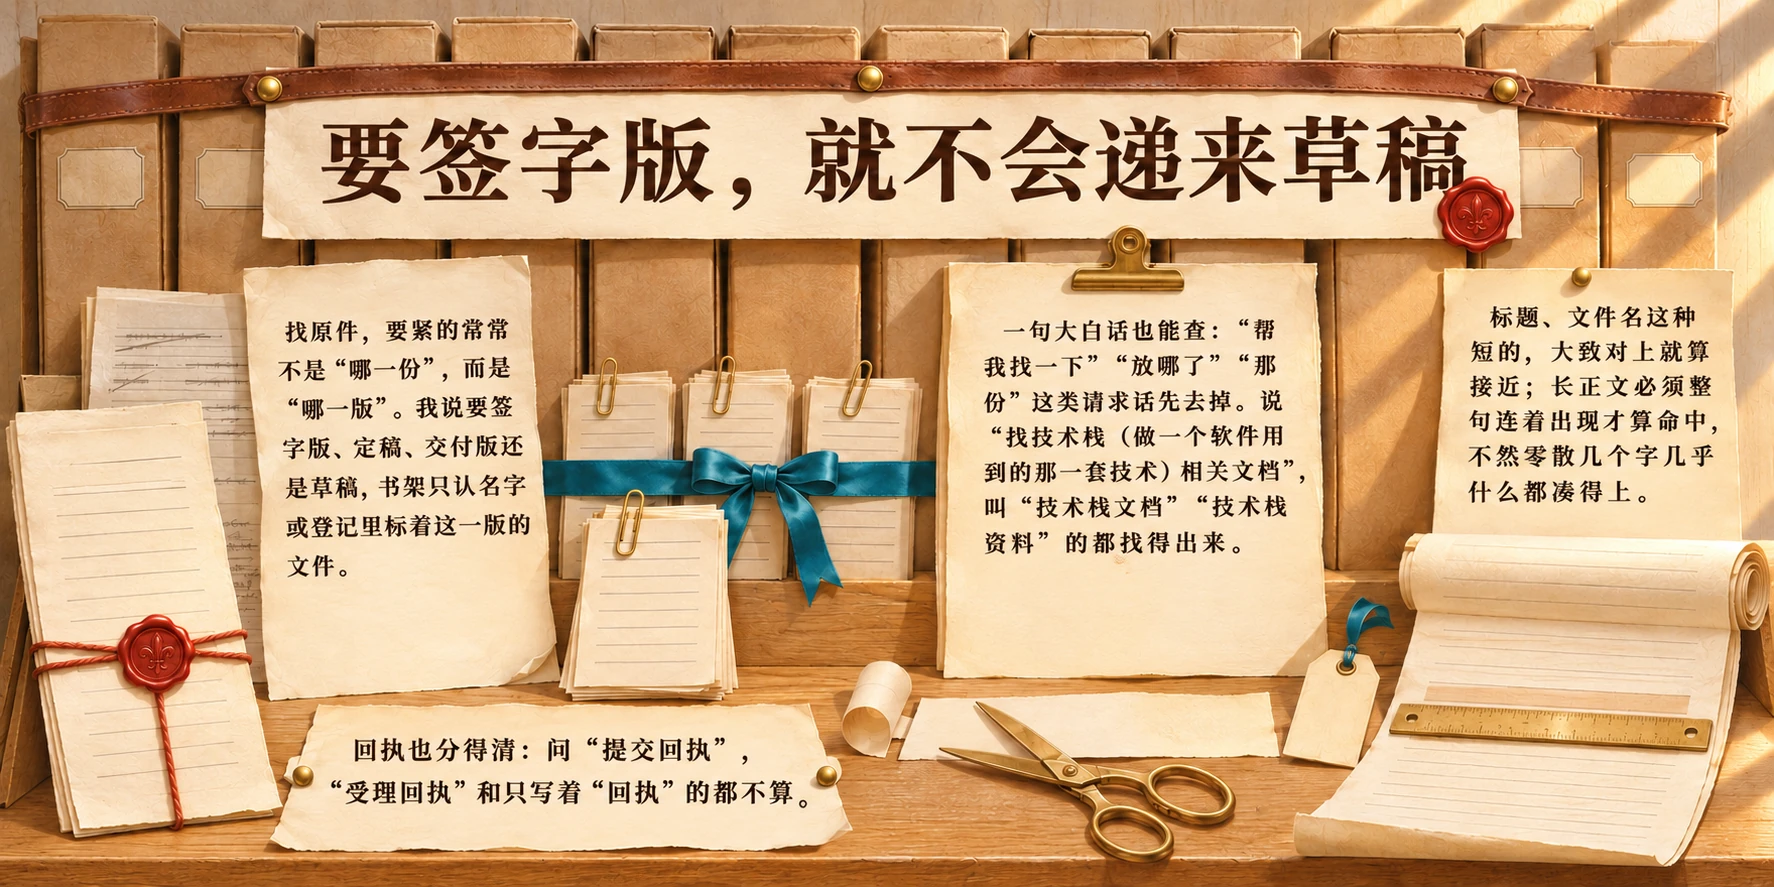 要签字版，就不会递来草稿
找原件，要紧的常常
不是“哪一份”，而是
“哪一版”。我说要签
字版、定稿、交付版还
是草稿，书架只认名字
或登记里标着这一版的
文件。
一句大白话也能查：“帮
我找一下”“放哪了”“那
份”这类请求话先去掉。说
“找技术栈（做一个软件用
到的那一套技术）相关文档”，
叫“技术栈文档”“技术栈
资料”的都找得出来。
标题、文件名这种
短的，大致对上就算
接近；长正文必须整
句连着出现才算命中，
不然零散几个字几乎
什么都凑得上。
回执也分得清：问“提交回执”，
“受理回执”和只写着“回执”的都不算。